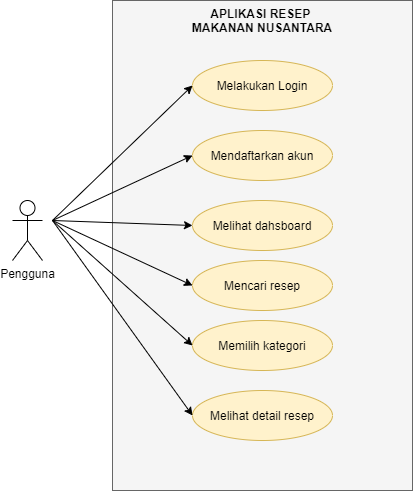 APLIKASI RESEP
MAKANAN NUSANTARA
Melakukan Login
Mendaftarkan akun
Melihat dahsboard
Pengguna
Mencari resep
Memilih kategori
Melihat detail resep